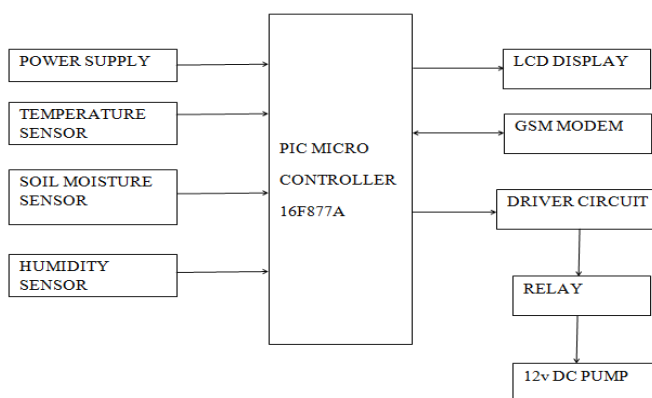 POWER SUPPLY
TEMPERATURE
SENSOR
SOIL MOISTURE
SENSOR
HUMIDITY
SENSOR
PIC MICRO
CONTROLLER
16F877A
LCD DISPLAY
GSM MODEM
DRIVER CIRCUIT
RELAY
12v DC PUMP